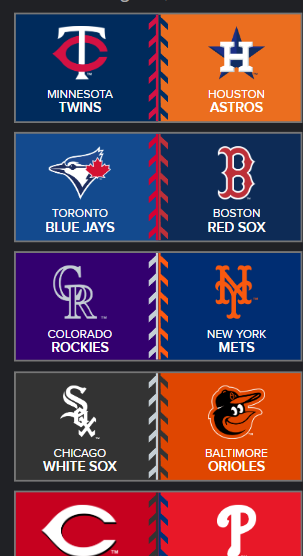 MINNESOTA
TWINS
HOUSTON
ASTROS
TORONTO
BLUE JAYS
BOSTON
RED SOX
COLORADO
ROCKIES
NEW YORK
METS
CHICAGO
WHITE SOX
BALTIMORE
ORIOLES